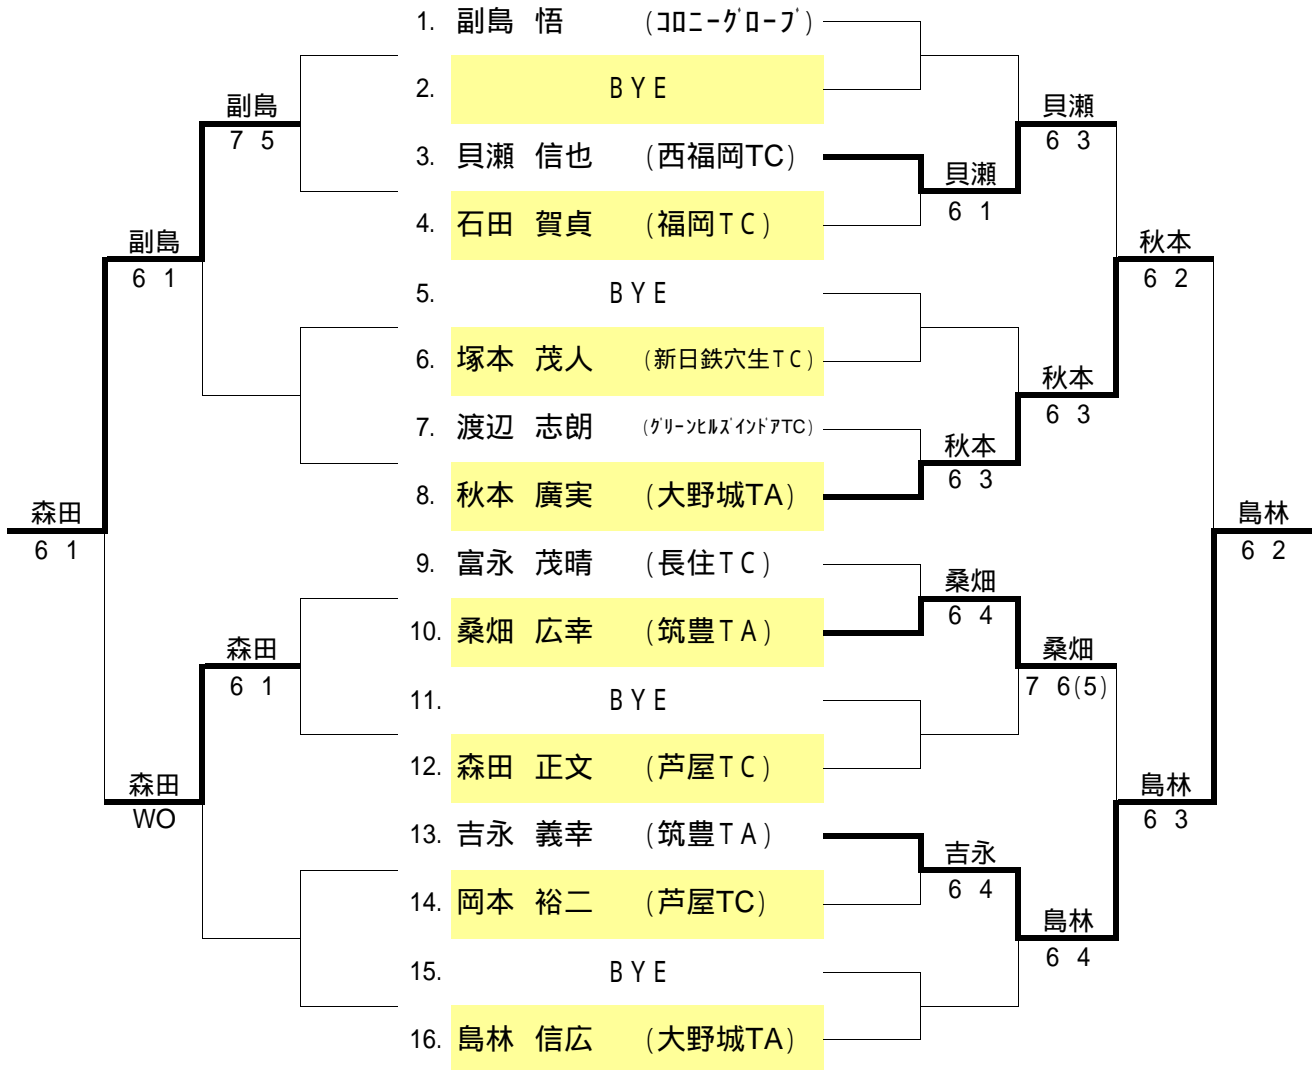 1. 副島 悟 (コロニーグローブ)
2. BYE
副島
7 5
貝瀬
6 3
3. 貝瀬 信也 (西福岡TC)
貝瀬
6 1
4. 石田 賀貞 (福岡TC)
副島
6 1
秋本
6 2
5. BYE
6. 塚本 茂人 (新日鉄穴生TC)
秋本
6 3
7. 渡辺 志朗 (グリーンヒルズインドアTC)
秋本
6 3
8. 秋本 廣実 (大野城TA)
森田
6 1
島林
6 2
9. 富永 茂晴 (長住TC)
桑畑
6 4
10. 桑畑 広幸 (筑豊TA)
森田
6 1
桑畑
7 6(5)
11. BYE
12. 森田 正文 (芦屋TC)
森田
WO
島林
6 3
13. 吉永 義幸 (筑豊TA)
吉永
6 4
14. 岡本 裕二 (芦屋TC)
島林
6 4
15. BYE
16. 島林 信広 (大野城TA)